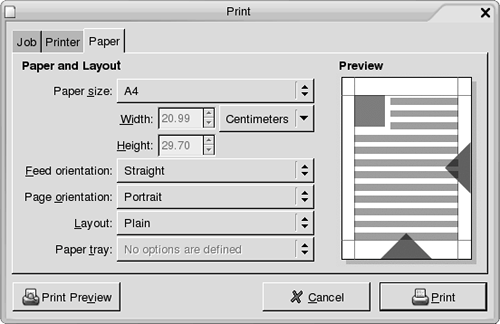 Print
Job Printer Paper
Paper and Layout
Preview
Paper size: A4
Width: 20.99 Centimeters
Height: 29.70
Feed orientation: Straight
Page orientation: Portrait
Layout: Plain
Paper tray: No options are defined
Print Preview Cancel Print